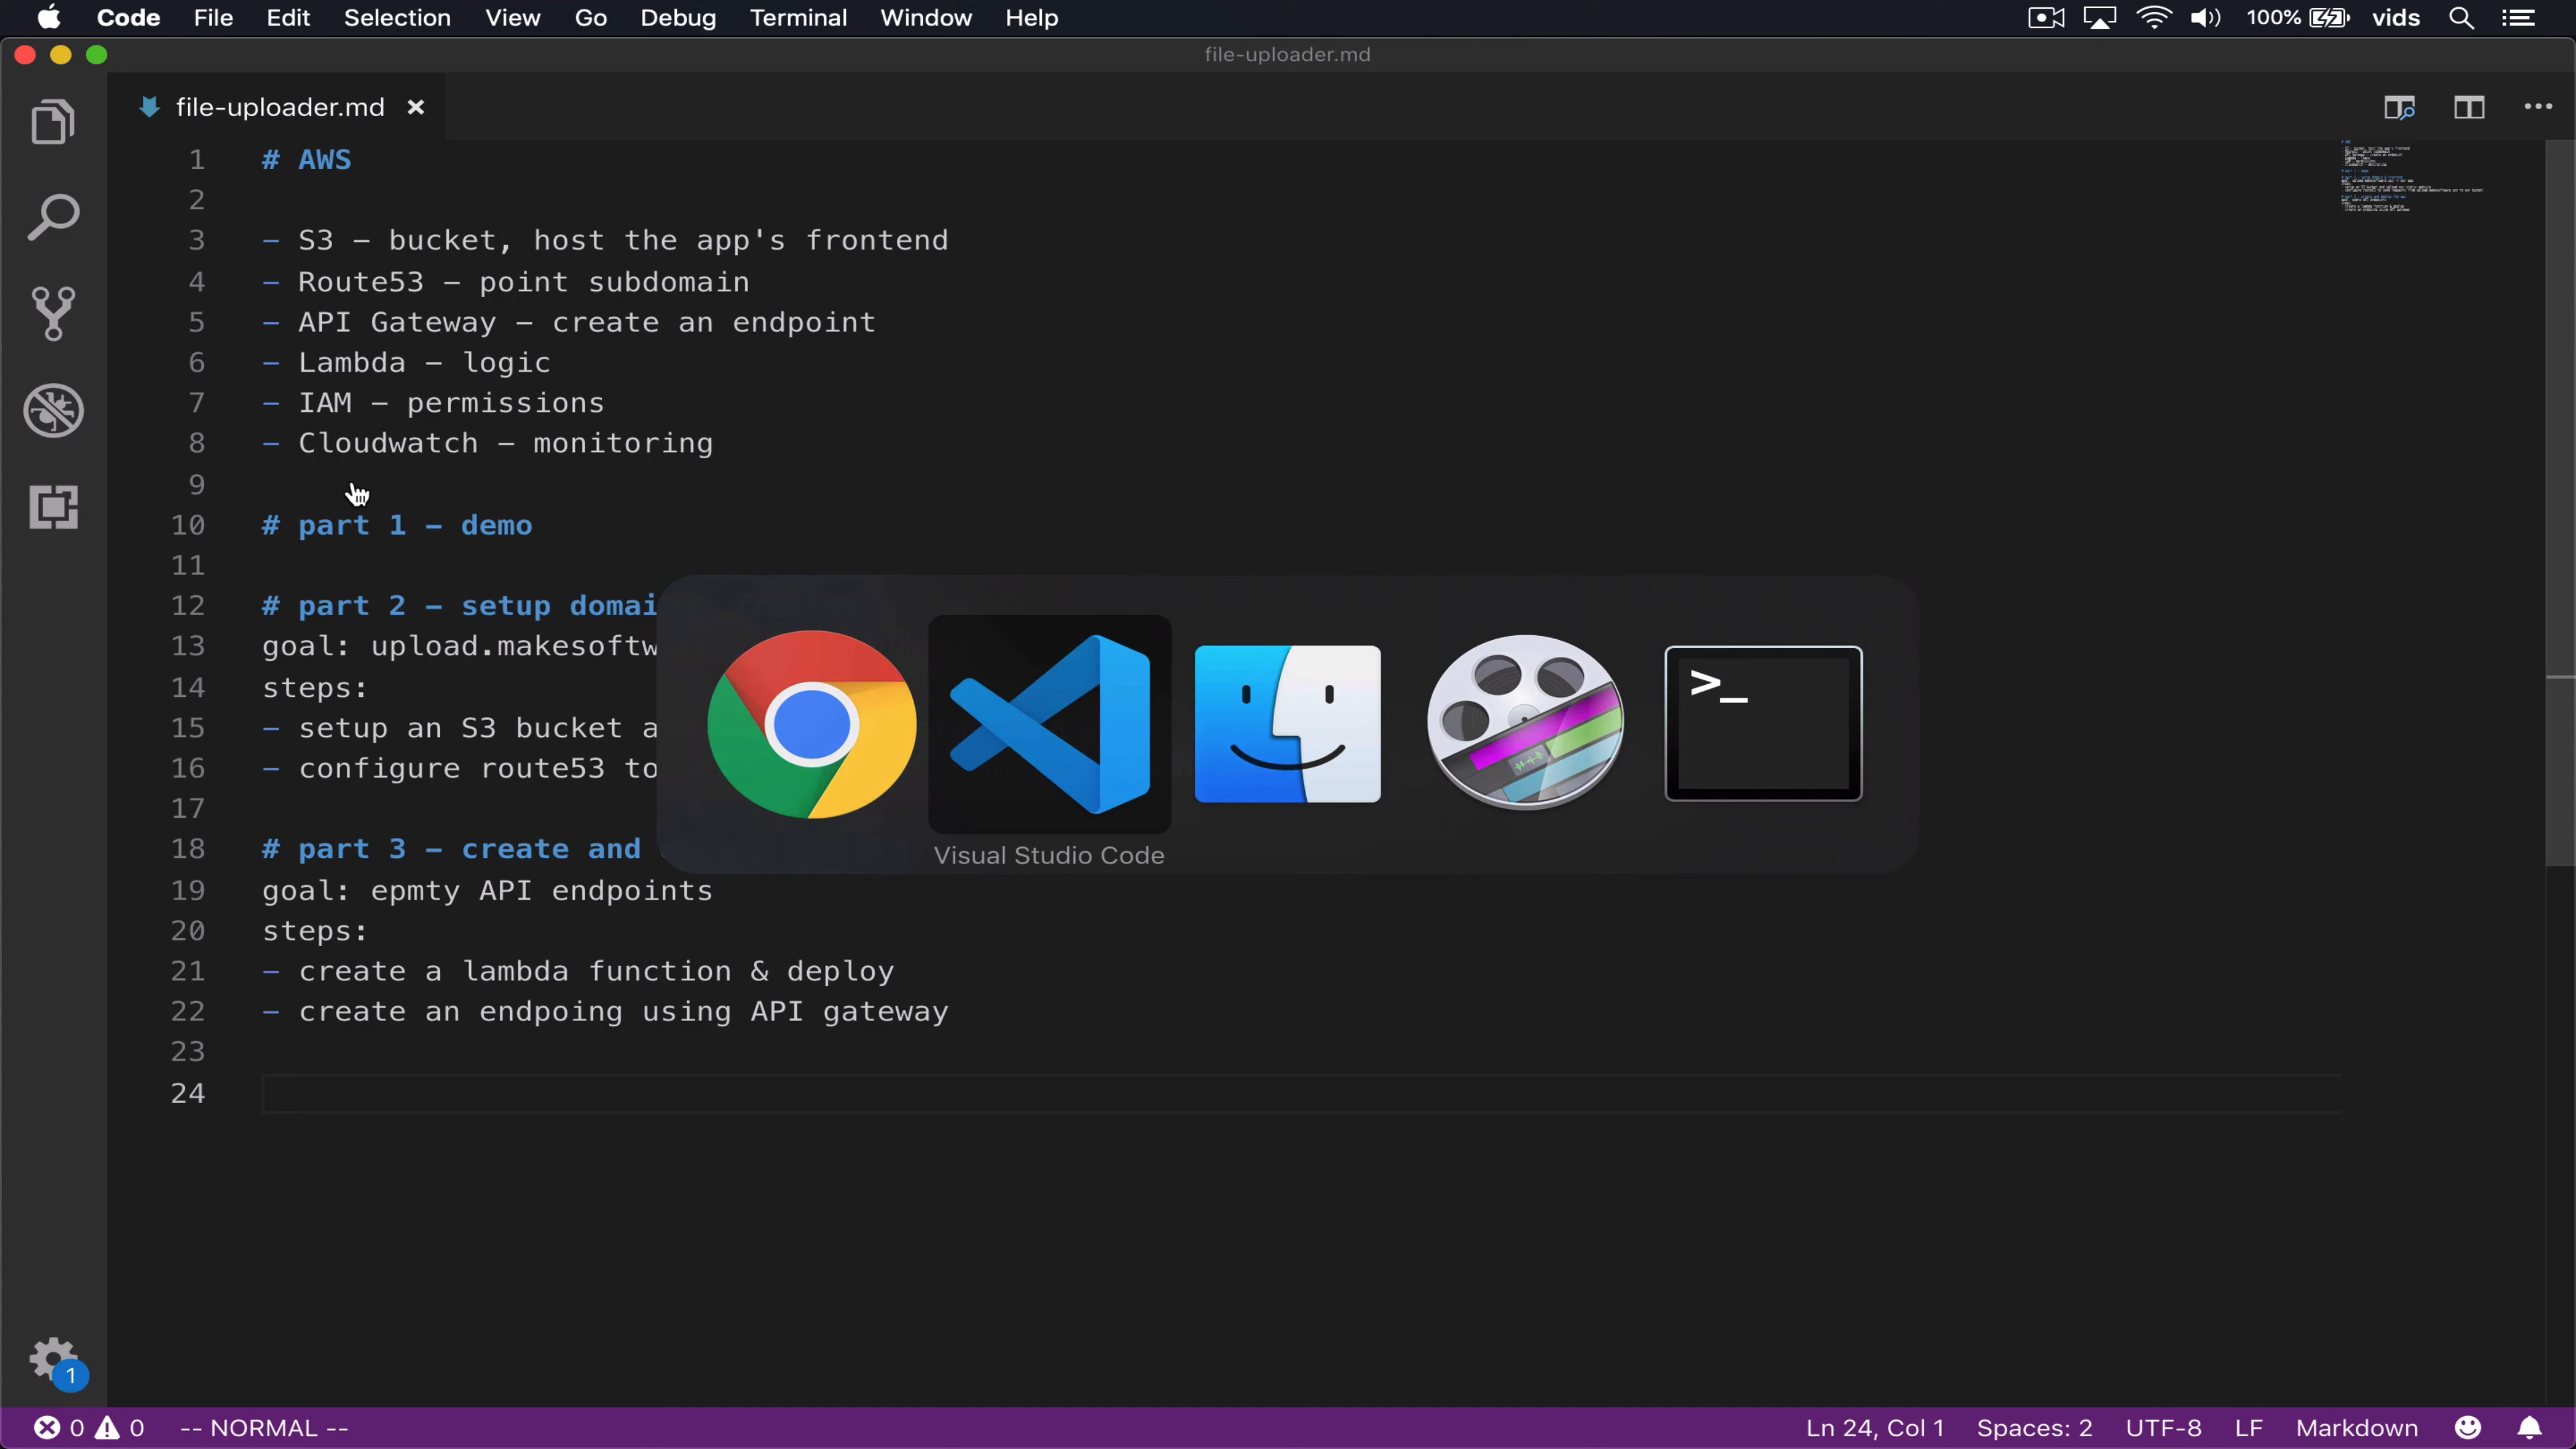 Code File Edit Selection View Go Debug Terminal Window Help 100% vids
file-uploader.md
file-uploader.md
1 # AWS
2
3 - S3 - bucket, host the app's frontend
4 - Route53 - point subdomain
5 - API Gateway - create an endpoint
6 - Lambda - logic
7 - IAM - permissions
8 - Cloudwatch - monitoring
9
10 # part 1 - demo
11
12 # part 2 - setup domai
13 goal: upload.makesoftw
14 steps:
15 - setup an S3 bucket a
16 - configure route53 to
17
18 # part 3 - create and
Visual Studio Code
19 goal: epmty API endpoints
20 steps:
21 - create a lambda function & deploy
22 - create an endpoing using API gateway
23
24
1
0 0 -- NORMAL -- Ln 24, Col 1 Spaces: 2 UTF-8 LF Markdown